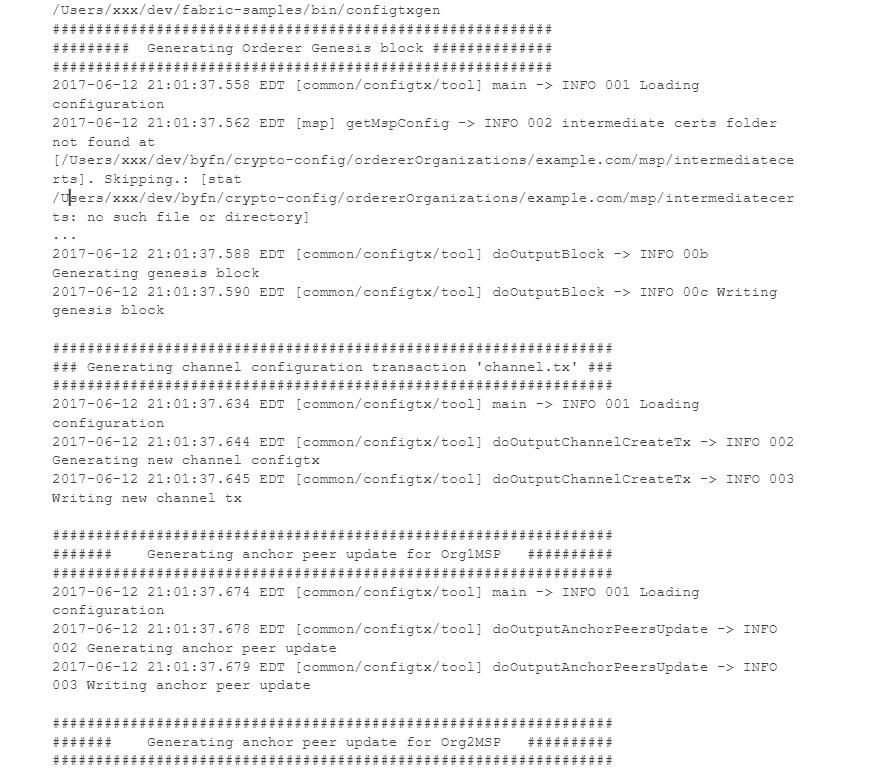 /Users/xxx/dev/fabric-samples/bin/configtxgen
##########################################################
#########  Generating Orderer Genesis block ##############
##########################################################
2017-06-12 21:01:37.558 EDT [common/configtx/tool] main -> INFO 001 Loading
configuration
2017-06-12 21:01:37.562 EDT [msp] getMspConfig -> INFO 002 intermediate certs folder
not found at
[/Users/xxx/dev/byfn/crypto-config/ordererOrganizations/example.com/msp/intermediatece
rts]. Skipping.: [stat
/Users/xxx/dev/byfn/crypto-config/ordererOrganizations/example.com/msp/intermediatecer
ts: no such file or directory]
...
2017-06-12 21:01:37.588 EDT [common/configtx/tool] doOutputBlock -> INFO 00b
Generating genesis block
2017-06-12 21:01:37.590 EDT [common/configtx/tool] doOutputBlock -> INFO 00c Writing
genesis block

#################################################################
### Generating channel configuration transaction 'channel.tx' ###
#################################################################
2017-06-12 21:01:37.634 EDT [common/configtx/tool] main -> INFO 001 Loading
configuration
2017-06-12 21:01:37.644 EDT [common/configtx/tool] doOutputChannelCreateTx -> INFO 002
Generating new channel configtx
2017-06-12 21:01:37.645 EDT [common/configtx/tool] doOutputChannelCreateTx -> INFO 003
Writing new channel tx

#################################################################
#######    Generating anchor peer update for Org1MSP   ##########
#################################################################
2017-06-12 21:01:37.674 EDT [common/configtx/tool] main -> INFO 001 Loading
configuration
2017-06-12 21:01:37.678 EDT [common/configtx/tool] doOutputAnchorPeersUpdate -> INFO
002 Generating anchor peer update
2017-06-12 21:01:37.679 EDT [common/configtx/tool] doOutputAnchorPeersUpdate -> INFO
003 Writing anchor peer update

#################################################################
#######    Generating anchor peer update for Org2MSP   ##########
#################################################################